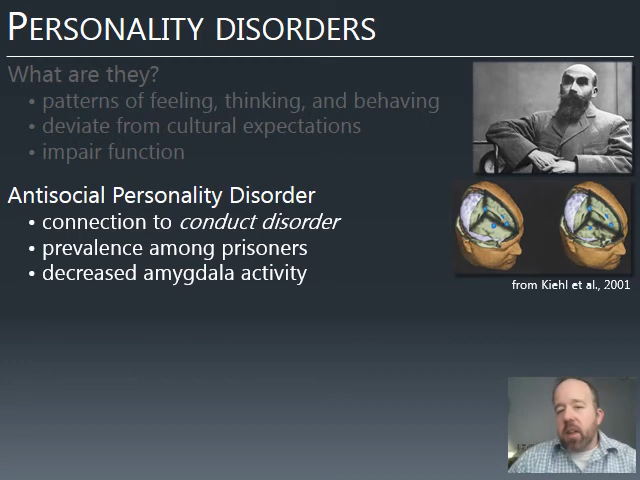 PERSONALITY DISORDERS
What are they?
• patterns of feeling, thinking, and behaving
• deviate from cultural expectations
• impair function
Antisocial Personality Disorder
• connection to conduct disorder
• prevalence among prisoners
• decreased amygdala activity
from Kiehl et al., 2001